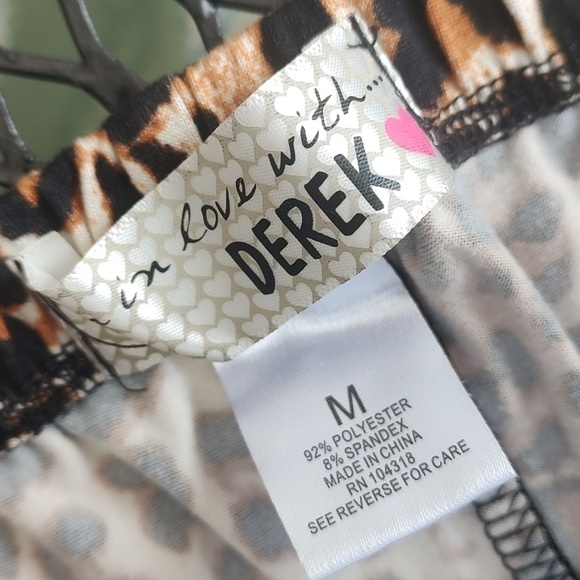 in love with...
DEREK
M
92% POLYESTER
8% SPANDEX
MADE IN CHINA
RN 104318
SEE REVERSE FOR CARE